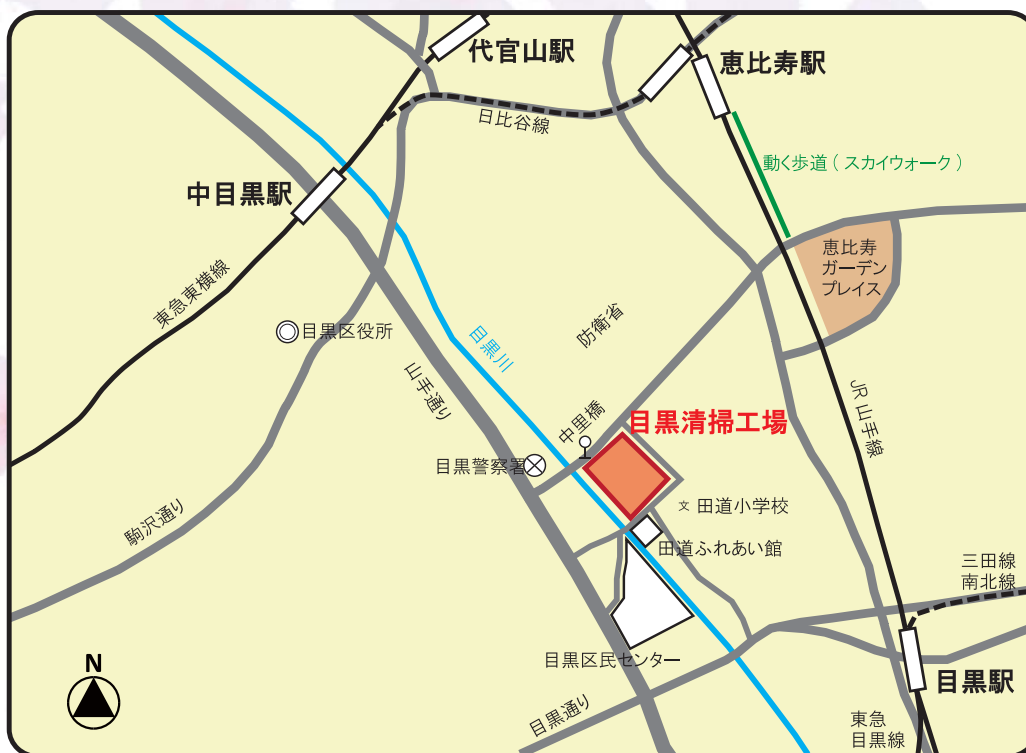 代官山駅
恵比寿駅
日比谷線
動く歩道 ( スカイウォーク )
中目黒駅
恵比寿
ガーデン
プレイス
東急東横線
目黒区役所
防衛省
目黒川
山手通り
JR 山手線
中里橋
目黒清掃工場
目黒警察署
文 田道小学校
駒沢通り
田道ふれあい館
三田線
南北線
目黒区民センター
N
目黒駅
目黒通り
東急
目黒線